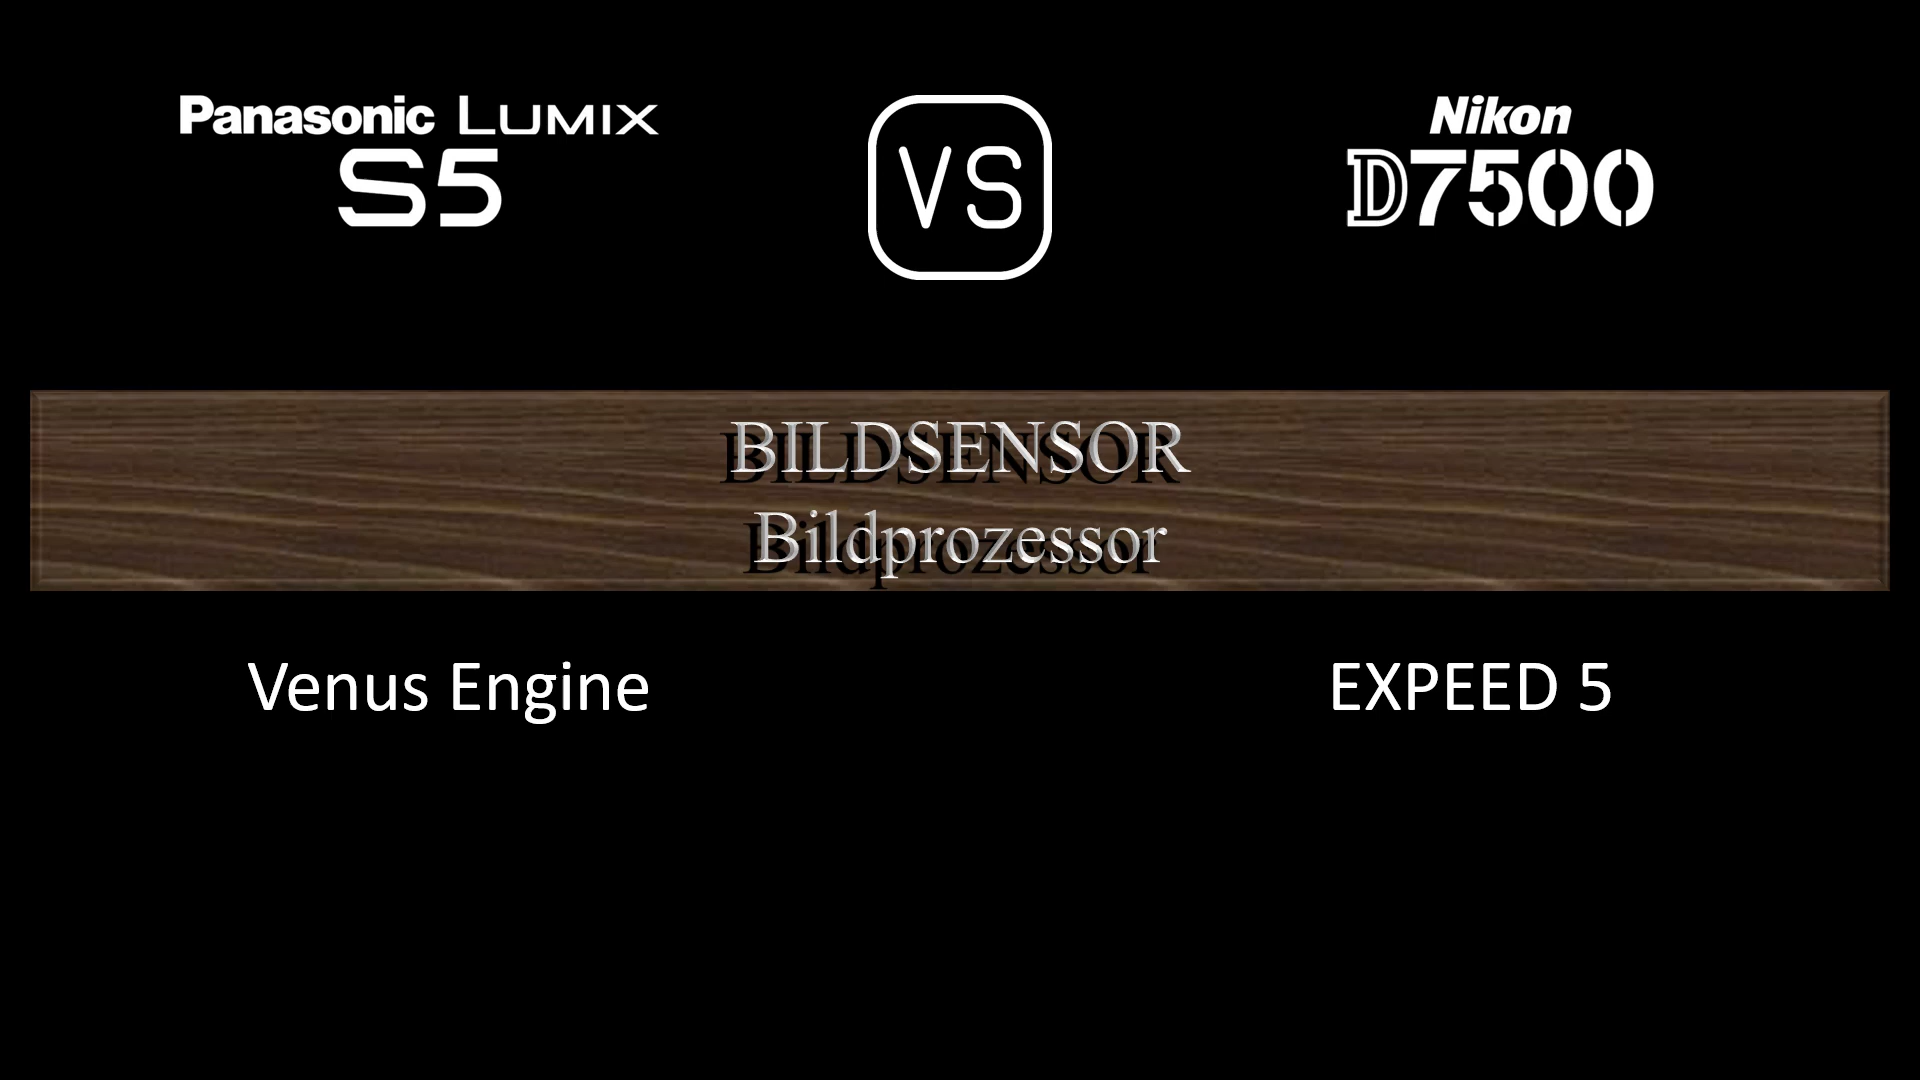 Panasonic LUMIX
S5
VS
Nikon
D7500
BILDSENSOR
Bildprozessor
Venus Engine
EXPEED 5